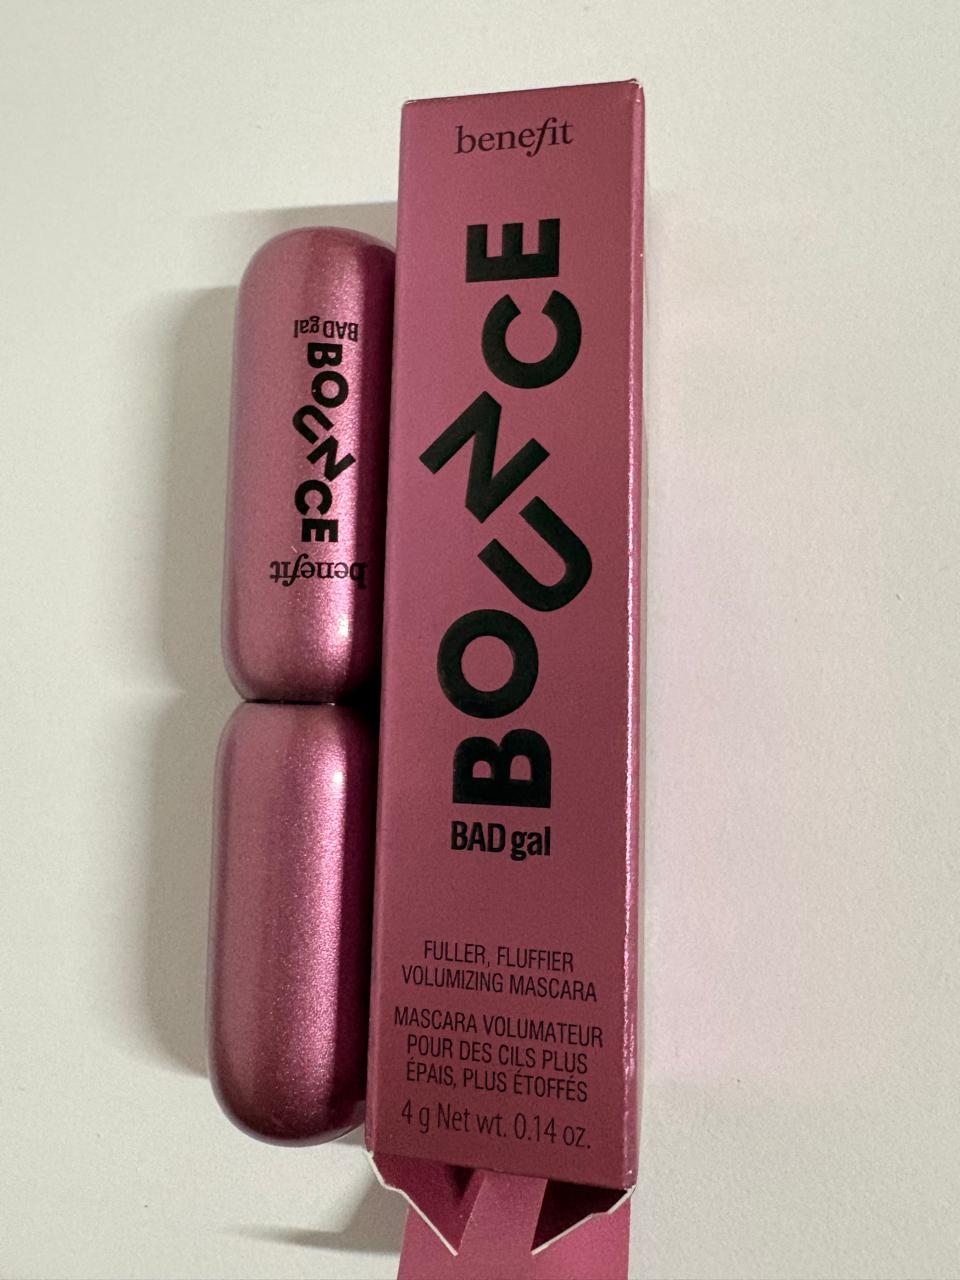 benefit
BOUNCE
BAD gal
FULLER, FLUFFIER
VOLUMIZING MASCARA
MASCARA VOLUMATEUR
POUR DES CILS PLUS
ÉPAIS, PLUS ÉTOFFÉS
4 g Net wt. 0.14 oz.
BAD gal
BOUNCE
benefit